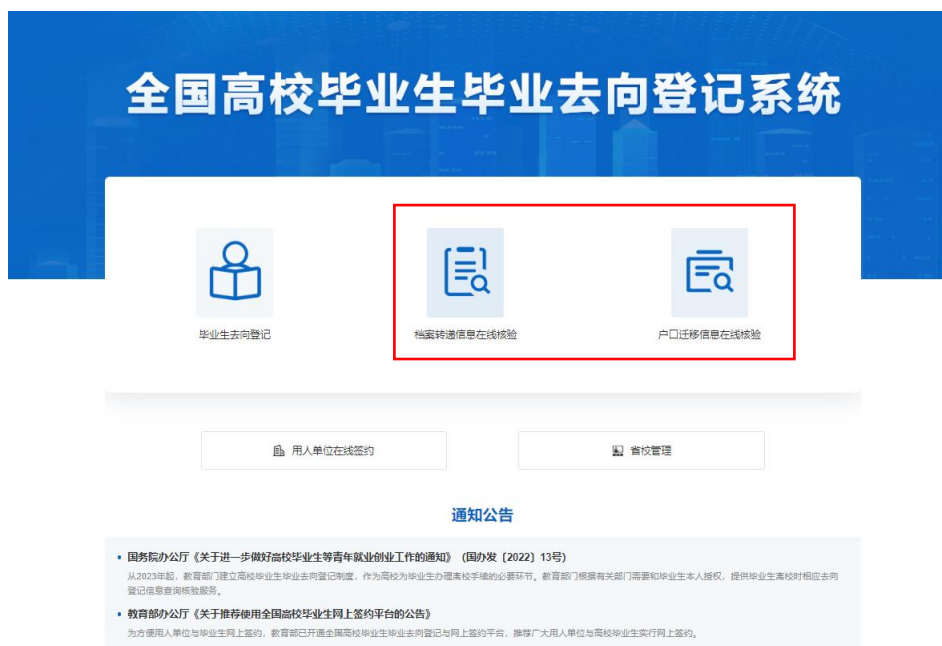 全国高校毕业生毕业去向登记系统
毕业生去向登记
档案转递信息在线核验
户口迁移信息在线核验
用人单位在线签约
省校管理
通知公告
• 国务院办公厅《关于进一步做好高校毕业生等青年就业创业工作的通知》（国办发〔2022〕13号）
从2023年起，教育部门建立高校毕业生毕业去向登记制度，作为高校为毕业生办理离校手续的必要环节。教育部门根据有关部门需要和毕业生本人授权，提供毕业生离校时相应去向
登记信息查询核验服务。
• 教育部办公厅《关于推荐使用全国高校毕业生网上签约平台的公告》
为方便用人单位与毕业生网上签约，教育部已开通全国高校毕业生毕业去向登记与网上签约平台，推荐广大用人单位与高校毕业生实行网上签约。